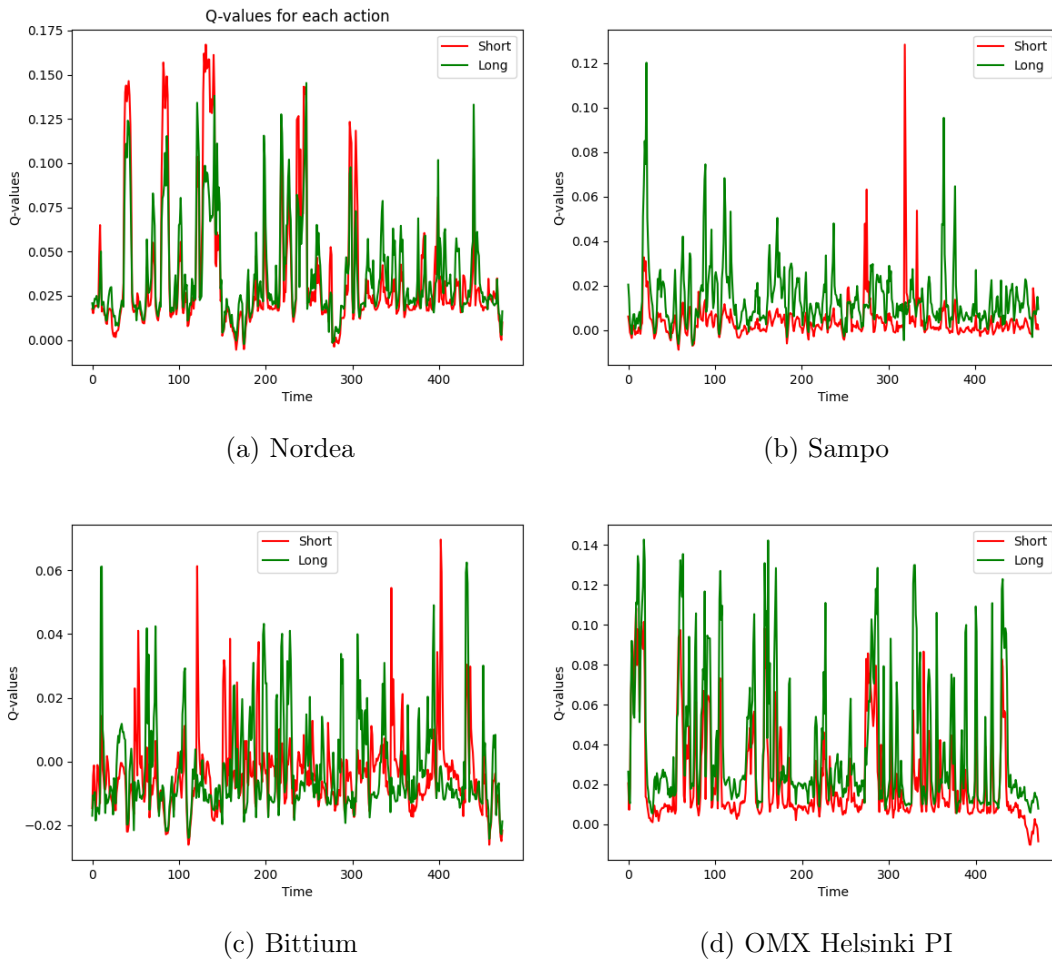 Q-values for each action
0.175
0.150
0.125
0.100
0.075
0.050
0.025
0.000
Q-values
Short
Long
0 100 200 300 400
Time
(a) Nordea
0.12
0.10
0.08
0.06
0.04
0.02
0.00
Q-values
Short
Long
0 100 200 300 400
Time
(b) Sampo
0.06
0.04
0.02
0.00
−0.02
Q-values
Short
Long
0 100 200 300 400
Time
(c) Bittium
0.14
0.12
0.10
0.08
0.06
0.04
0.02
0.00
Q-values
Short
Long
0 100 200 300 400
Time
(d) OMX Helsinki PI